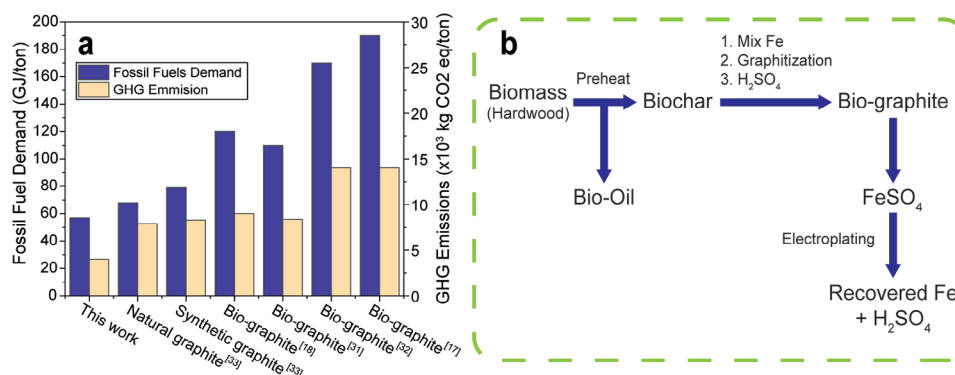 a
Fossil Fuels Demand
GHG Emmision
Fossil Fuel Demand (GJ/ton)
200
180
160
140
120
100
80
60
40
20
0
30
25
20
15
10
5
0
GHG Emissions (x10³ kg CO2 eq/ton)
This work
Natural graphite[33]
Synthetic graphite[33]
Bio-graphite[18]
Bio-graphite[31]
Bio-graphite[32]
Bio-graphite[17]
b
Biomass
(Hardwood)
Preheat
Bio-Oil
Biochar
1. Mix Fe
2. Graphitization
3. H₂SO₄
Bio-graphite
FeSO₄
Electroplating
Recovered Fe
+ H₂SO₄